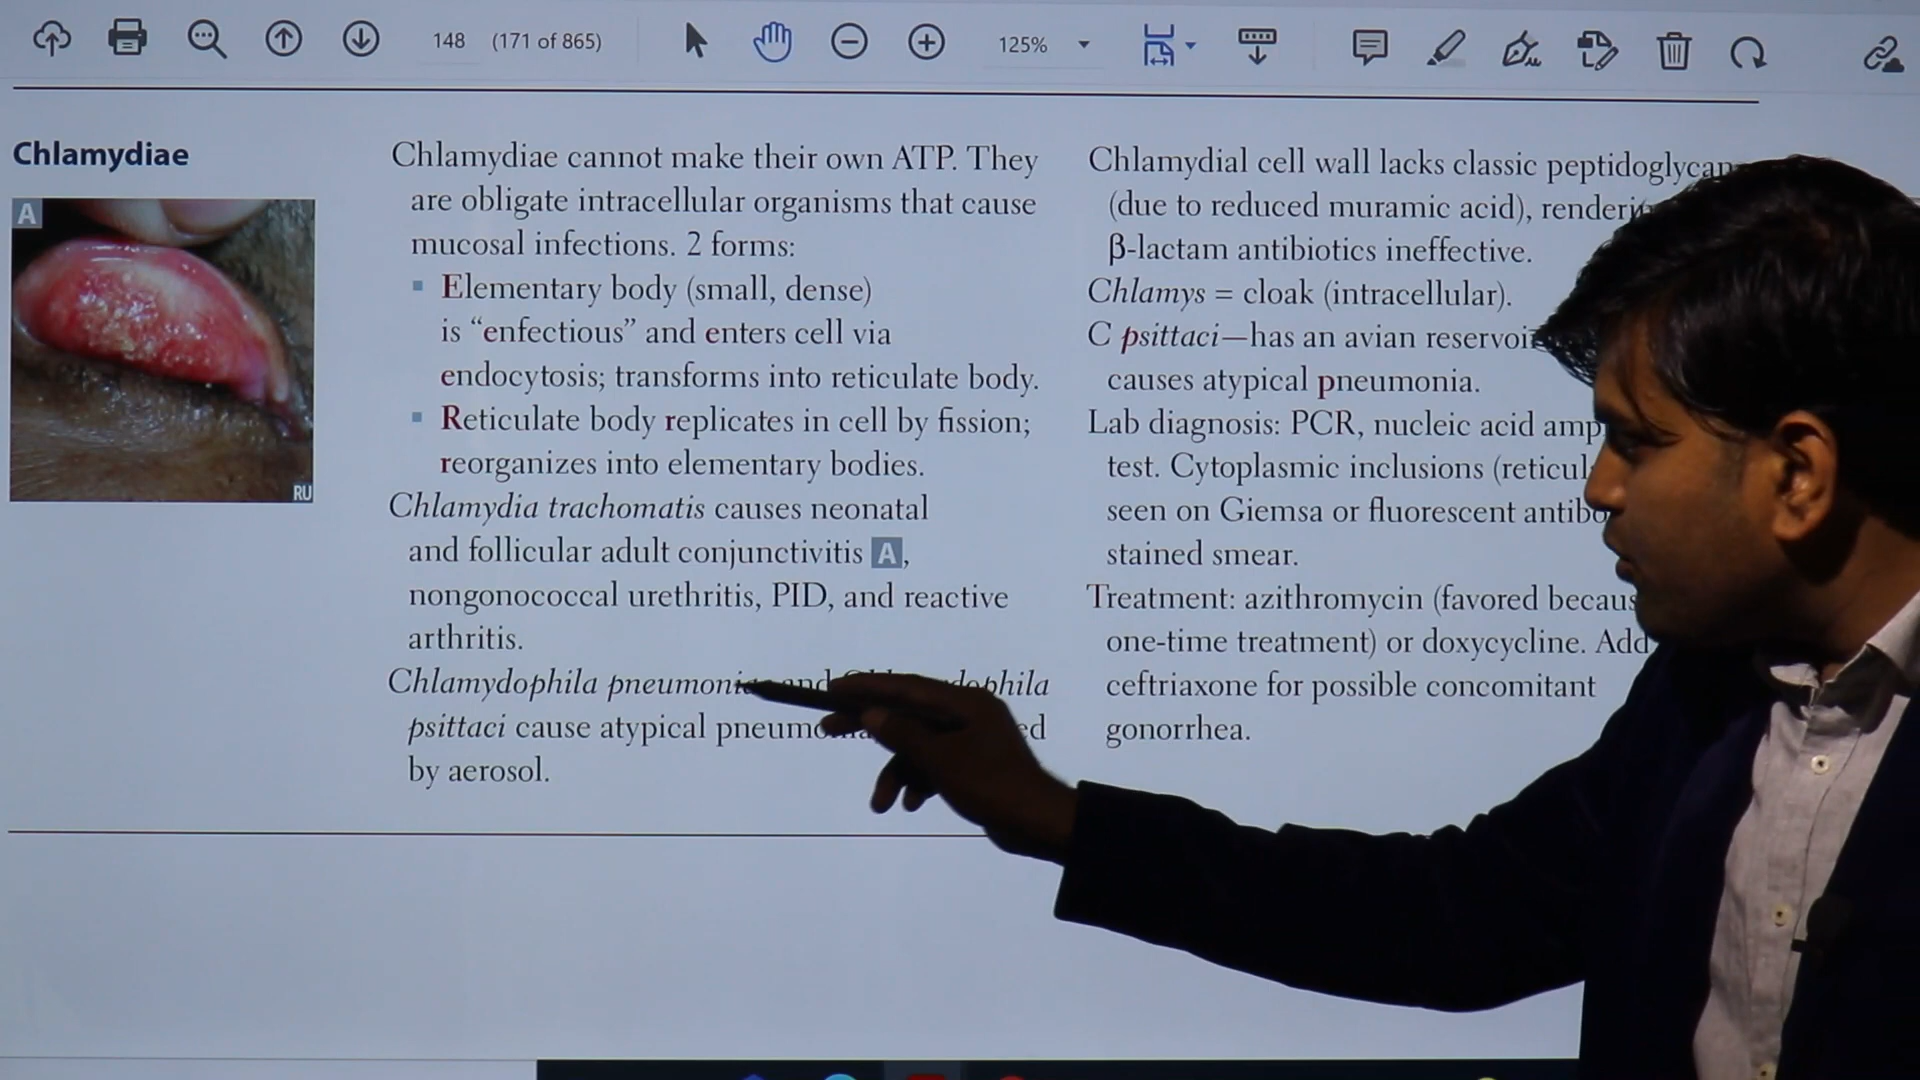 148 (171 of 865) 125%
Chlamydiae
A
RU
Chlamydiae cannot make their own ATP. They
are obligate intracellular organisms that cause
mucosal infections. 2 forms:
▪ Elementary body (small, dense)
is “enfectious” and enters cell via
endocytosis; transforms into reticulate body.
▪ Reticulate body replicates in cell by fission;
reorganizes into elementary bodies.
Chlamydia trachomatis causes neonatal
and follicular adult conjunctivitis A,
nongonococcal urethritis, PID, and reactive
arthritis.
Chlamydophila and
psittaci cause atypical
by aerosol.
Chlamydial cell wall lacks classic peptidoglycan
(due to reduced muramic acid),
β-lactam antibiotics ineffective.
Chlamys = cloak (intracellular).
C psittaci—has an avian
causes atypical pneumonia.
Lab diagnosis: PCR, nucleic acid
test. Cytoplasmic inclusions
seen on Giemsa or fluorescent
stained smear.
Treatment: azithromycin (favored
one-time treatment) or doxycycline. Add
ceftriaxone for possible concomitant
gonorrhea.